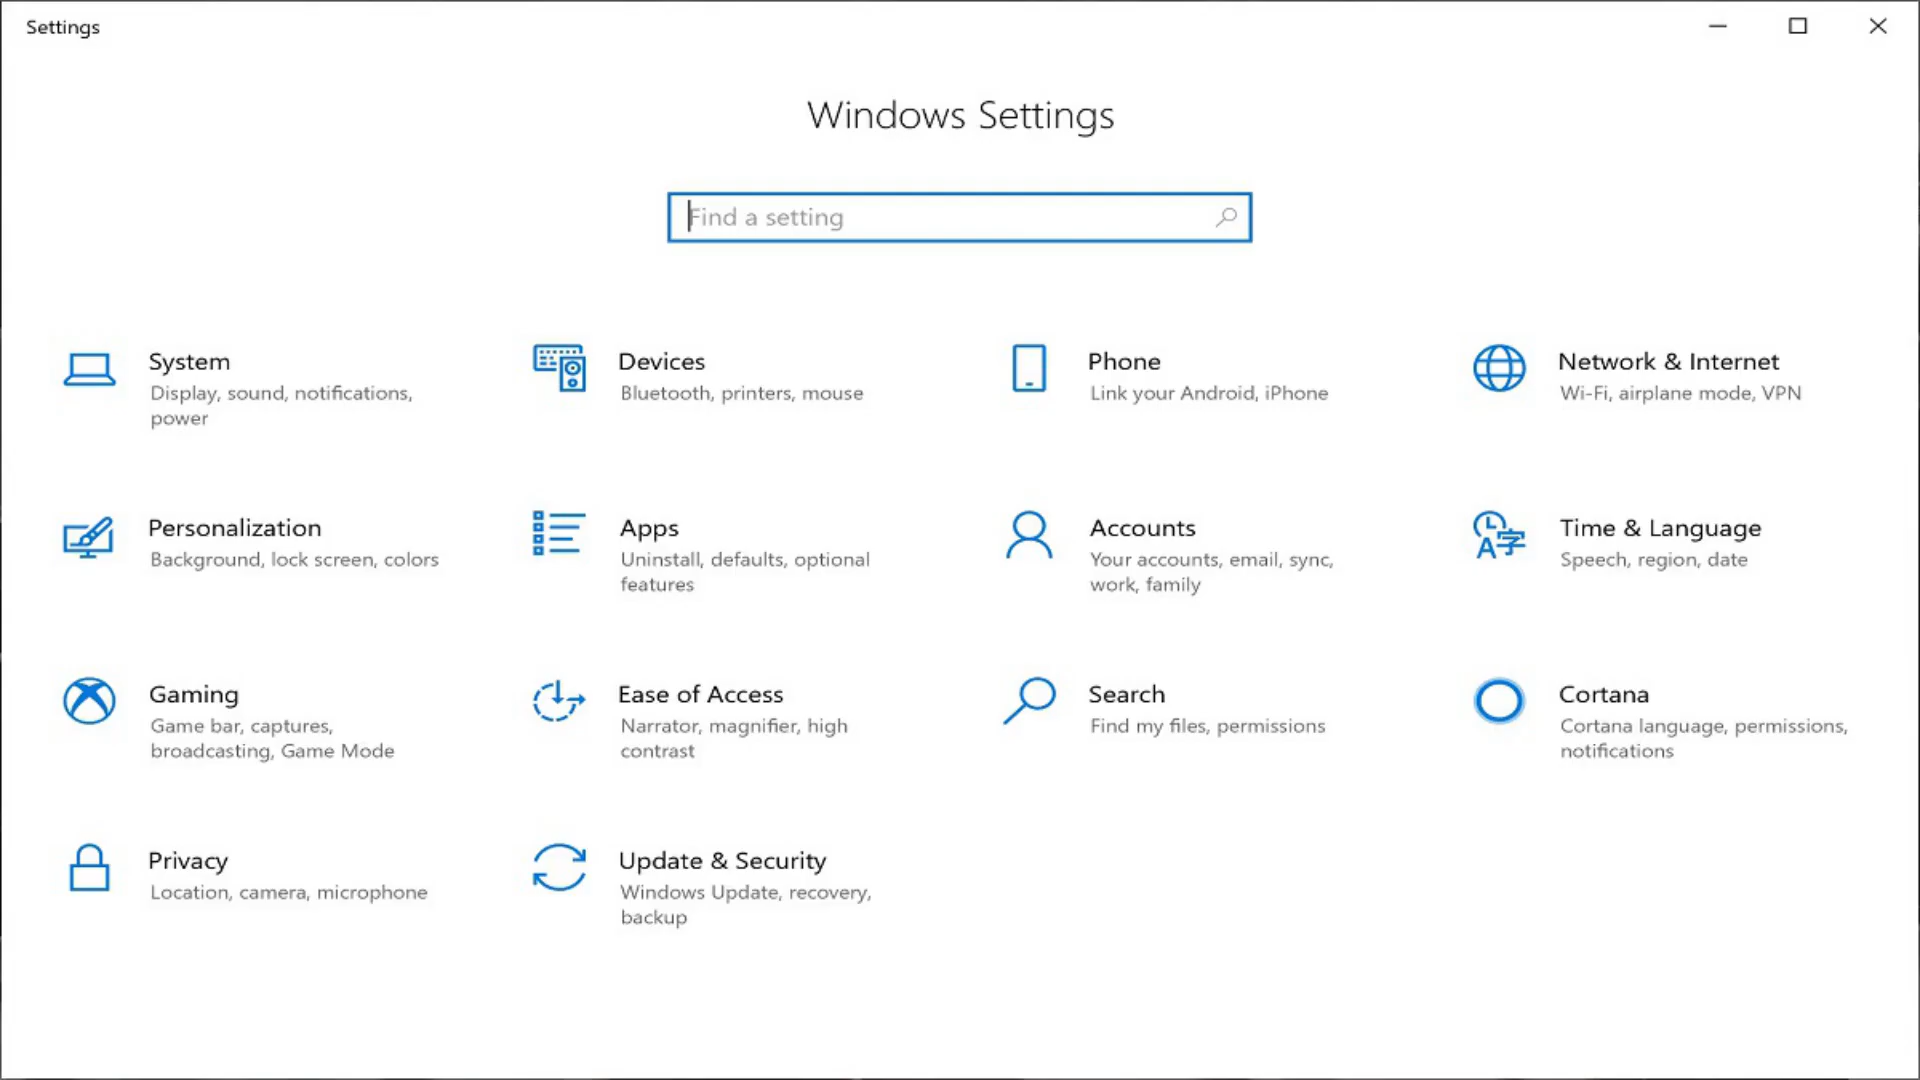 Settings
Windows Settings
Find a setting
System
Display, sound, notifications,
power
Devices
Bluetooth, printers, mouse
Phone
Link your Android, iPhone
Network & Internet
Wi-Fi, airplane mode, VPN
Personalization
Background, lock screen, colors
Apps
Uninstall, defaults, optional
features
Accounts
Your accounts, email, sync,
work, family
Time & Language
Speech, region, date
Gaming
Game bar, captures,
broadcasting, Game Mode
Ease of Access
Narrator, magnifier, high
contrast
Search
Find my files, permissions
Cortana
Cortana language, permissions,
notifications
Privacy
Location, camera, microphone
Update & Security
Windows Update, recovery,
backup